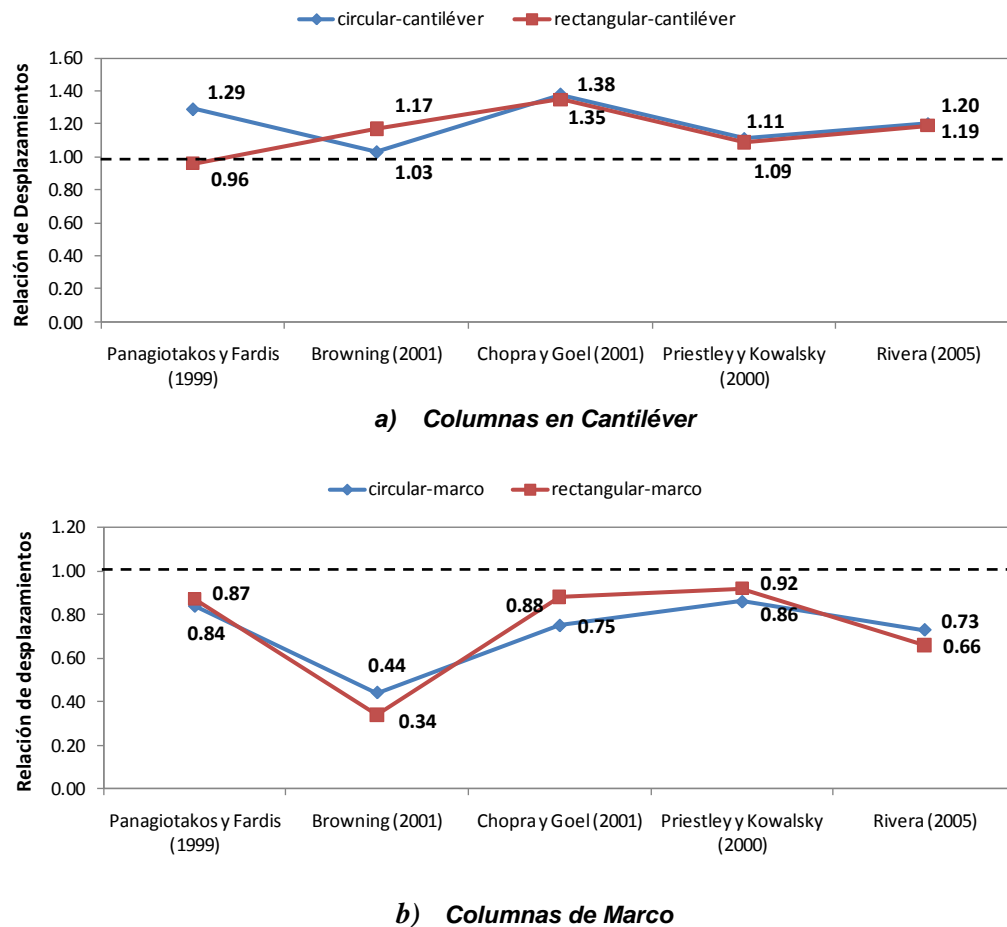 circular-cantiléver rectangular-cantiléver
Relación de Desplazamientos
1.60
1.40
1.20
1.00
0.80
0.60
0.40
0.20
0.00
1.29
0.96
1.17
1.03
1.38
1.35
1.11
1.09
1.20
1.19
Panagiotakos y Fardis (1999)
Browning (2001)
Chopra y Goel (2001)
Priestley y Kowalsky (2000)
Rivera (2005)
a) Columnas en Cantiléver
circular-marco rectangular-marco
Relación de desplazamientos
1.20
1.00
0.80
0.60
0.40
0.20
0.00
0.87
0.84
0.44
0.34
0.88
0.75
0.92
0.86
0.73
0.66
Panagiotakos y Fardis (1999)
Browning (2001)
Chopra y Goel (2001)
Priestley y Kowalsky (2000)
Rivera (2005)
b) Columnas de Marco